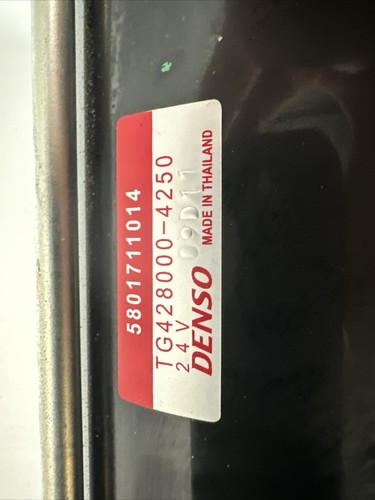 5801711014
TG428000-4250
24V 09D11
DENSO MADE IN THAILAND